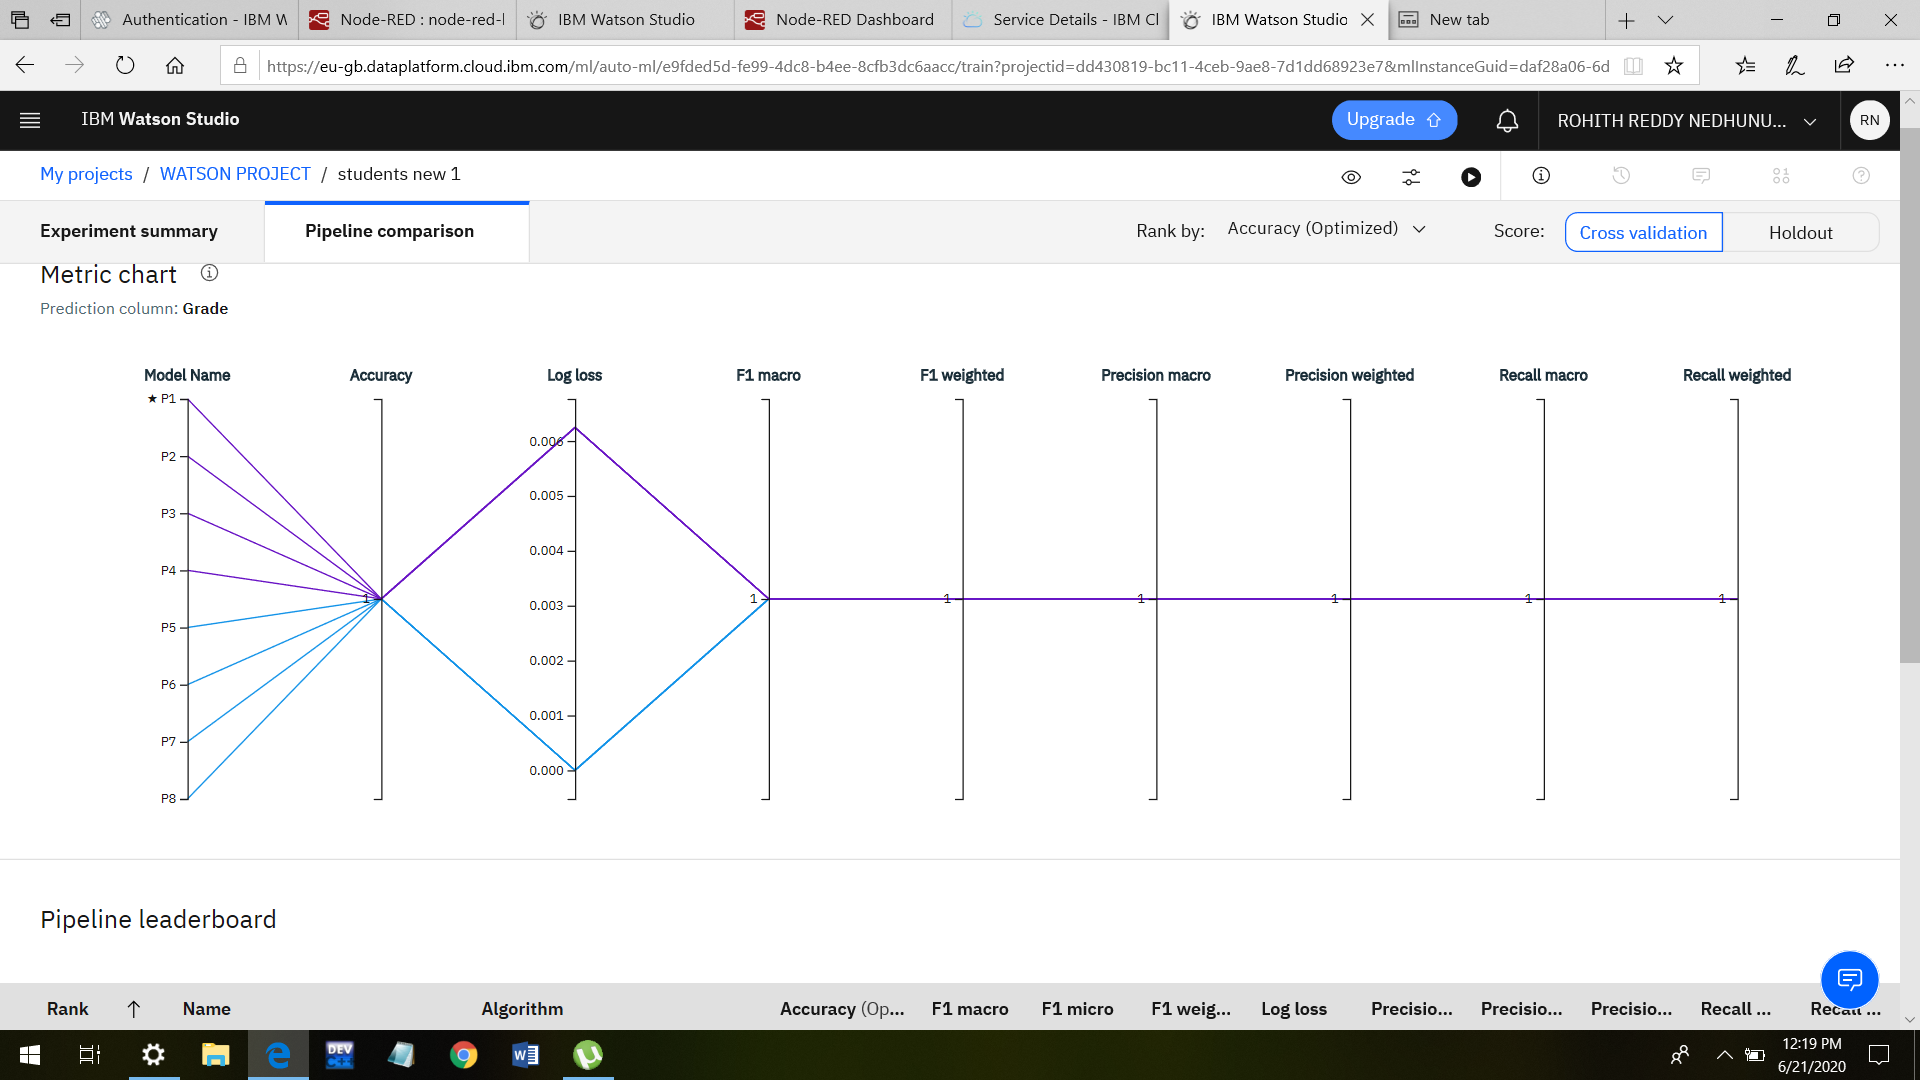 Authentication - IBM W
Node-RED : node-red-l
IBM Watson Studio
Node-RED Dashboard
Service Details - IBM Cl
IBM Watson Studio
New tab
https://eu-gb.dataplatform.cloud.ibm.com/ml/auto-ml/e9fded5d-fe99-4dc8-b4ee-8cfb3dc6aacc/train?projectid=dd430819-bc11-4ceb-9ae8-7d1dd68923e7&mlInstanceGuid=daf28a06-6d
IBM Watson Studio
Upgrade
ROHITH REDDY NEDHUNU...
RN
My projects / WATSON PROJECT / students new 1
Experiment summary
Pipeline comparison
Rank by: Accuracy (Optimized)
Score: Cross validation Holdout
Metric chart
Prediction column: Grade
Model Name Accuracy Log loss F1 macro F1 weighted Precision macro Precision weighted Recall macro Recall weighted
★ P1
0.006
P2
0.005
P3
0.004
P4
1 0.003 1 1 1 1 1 1
P5
0.002
P6
0.001
P7
0.000
P8
Pipeline leaderboard
Rank ↑ Name Algorithm Accuracy (Op... F1 macro F1 micro F1 weig... Log loss Precisio... Precisio... Precisio... Recall ... Recall ...
DEV
C++
12:19 PM
6/21/2020